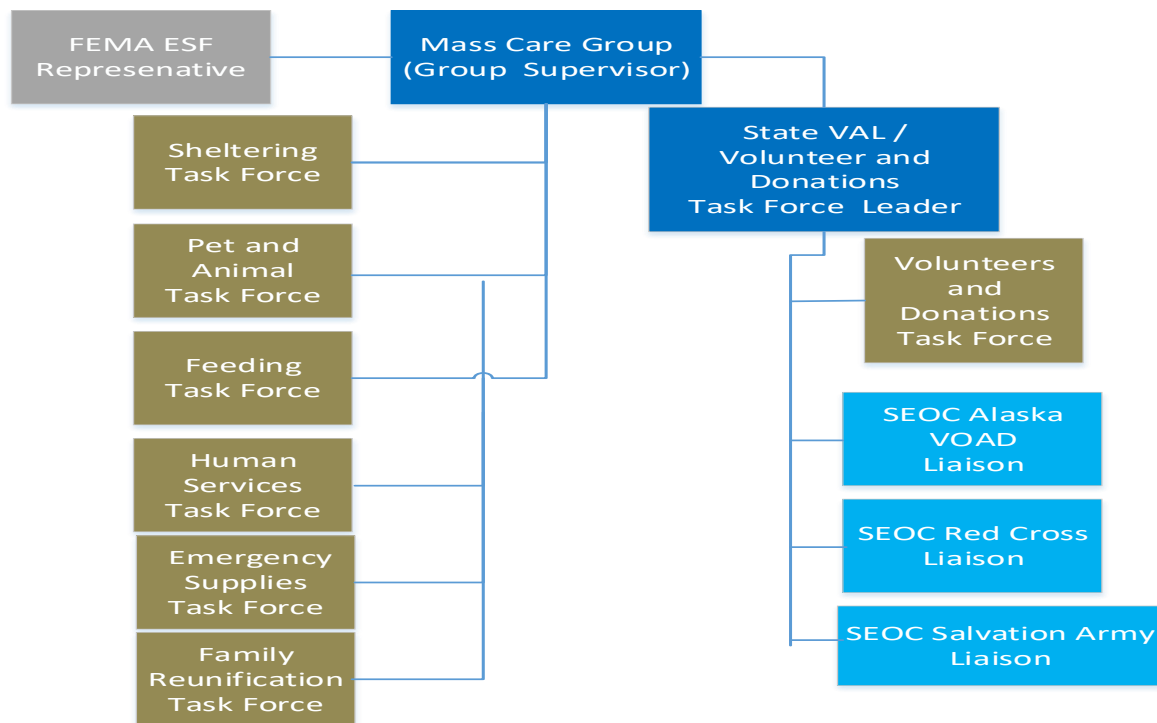 FEMA ESF
Represenative
Mass Care Group
(Group Supervisor)
State VAL /
Volunteer and
Donations
Task Force Leader
Sheltering
Task Force
Pet and
Animal
Task Force
Feeding
Task Force
Human
Services
Task Force
Emergency
Supplies
Task Force
Family
Reunification
Task Force
Volunteers
and
Donations
Task Force
SEOC Alaska
VOAD
Liaison
SEOC Red Cross
Liaison
SEOC Salvation Army
Liaison